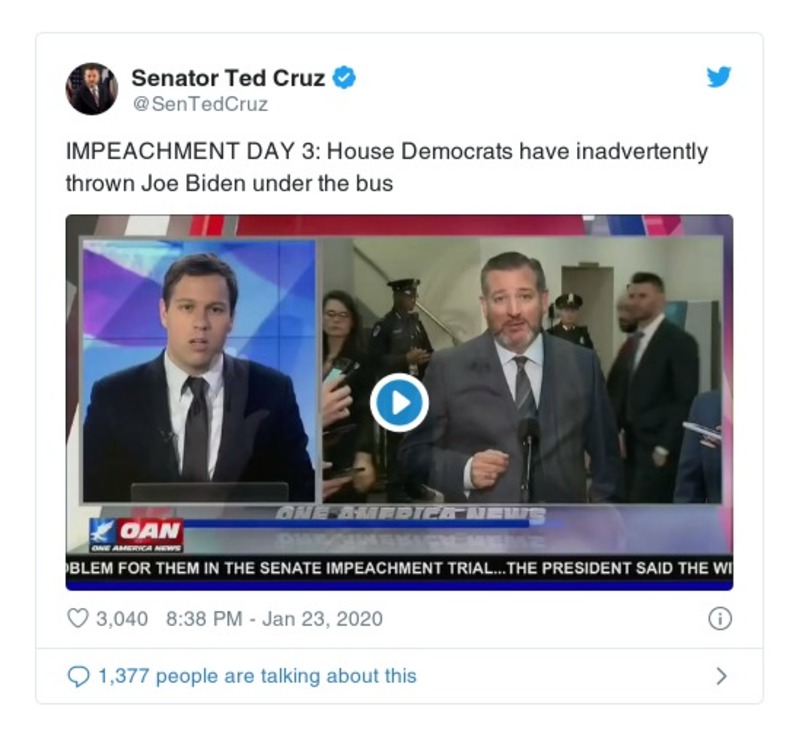 Senator Ted Cruz
@SenTedCruz
IMPEACHMENT DAY 3: House Democrats have inadvertently
thrown Joe Biden under the bus
ONE AMERICA NEWS
OAN
ONE AMERICA NEWS
OBLEM FOR THEM IN THE SENATE IMPEACHMENT TRIAL...THE PRESIDENT SAID THE WI
3,040 8:38 PM - Jan 23, 2020
1,377 people are talking about this